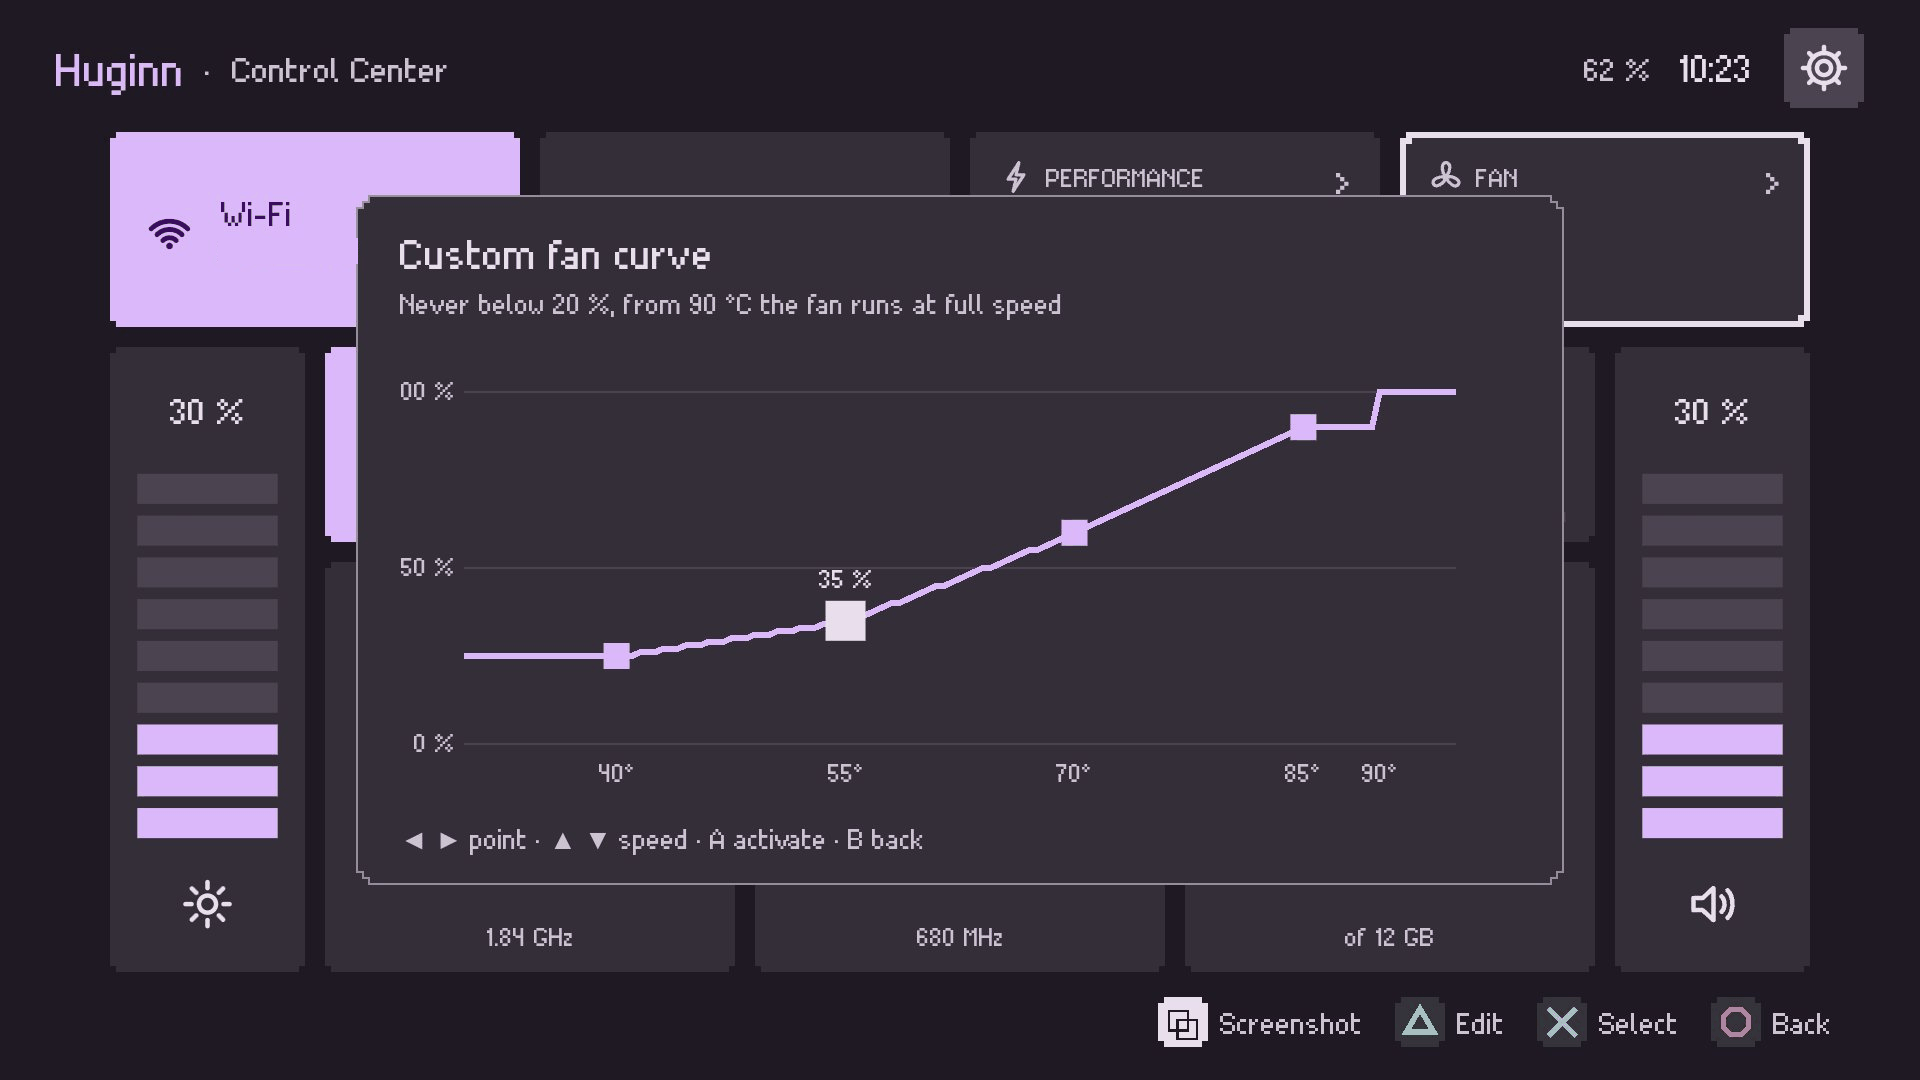 Huginn · Control Center
62 % 10:23
Wi-Fi
PERFORMANCE
FAN
Custom fan curve
Never below 20 %, from 90 °C the fan runs at full speed
30 %
00 %
30 %
50 %
35 %
0 %
40° 55° 70° 85° 90°
◀ ▶ point · ▲ ▼ speed · A activate · B back
1.84 GHz
680 MHz
of 12 GB
Screenshot Edit Select Back